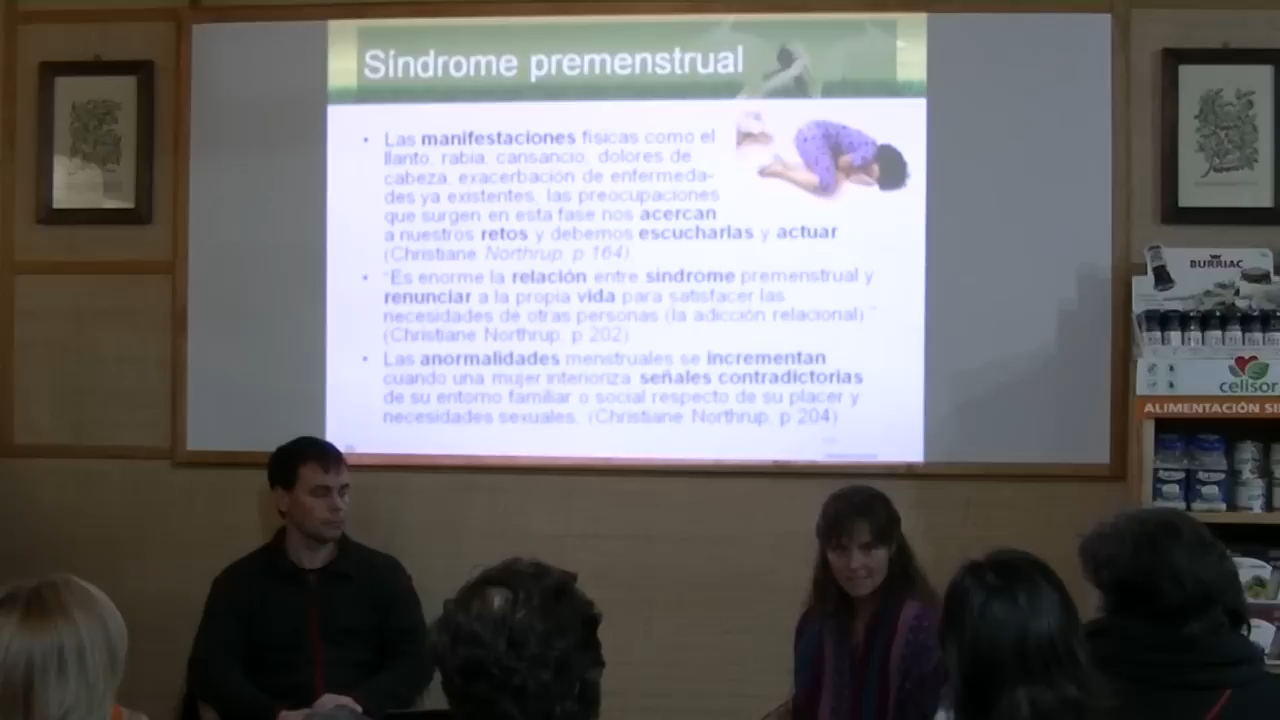 Síndrome premenstrual
• Las manifestaciones físicas como el
llanto, rabia, cansancio, dolores de
cabeza, exacerbación de enfermeda-
des ya existentes, las preocupaciones
que surgen en esta fase nos acercan
a nuestros retos y debemos escucharlas y actuar
(Christiane Northrup, p 164)
• “Es enorme la relación entre síndrome premenstrual y
renunciar a la propia vida para satisfacer las
necesidades de otras personas (la adicción relacional).”
(Christiane Northrup, p 202)
• Las anormalidades menstruales se incrementan
cuando una mujer interioriza señales contradictorias
de su entorno familiar o social respecto de su placer y
necesidades sexuales. (Christiane Northrup, p 204)
BURRIAC
celisor
ALIMENTACIÓN SI